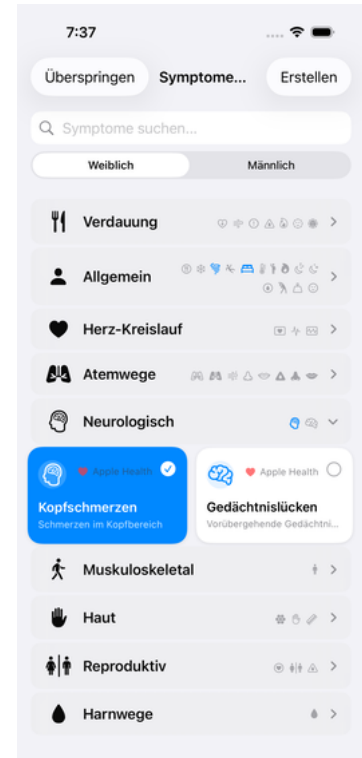 7:37
Überspringen Symptome... Erstellen
Symptome suchen...
Weiblich Männlich
Verdauung
Allgemein
Herz-Kreislauf
Atemwege
Neurologisch
Apple Health Apple Health
Kopfschmerzen Gedächtnislücken
Schmerzen im Kopfbereich Vorübergehende Gedächtni...
Muskuloskeletal
Haut
Reproduktiv
Harnwege